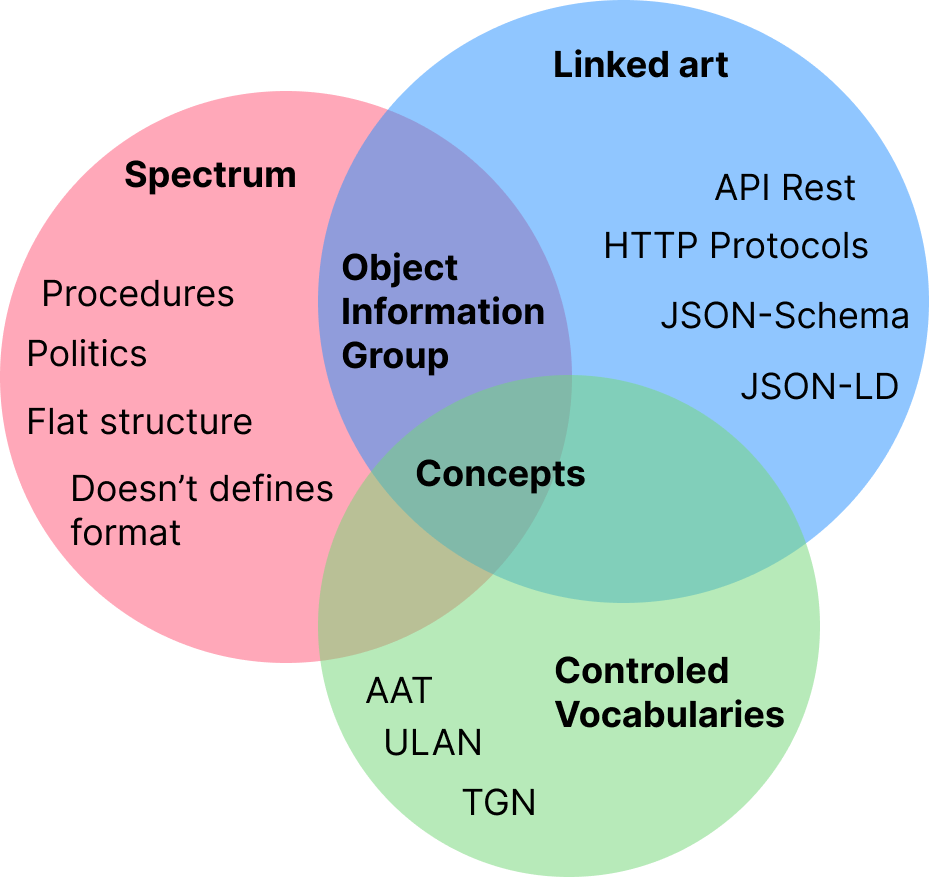 Linked art
Spectrum
API Rest
HTTP Protocols
Object
Information
Group
Procedures
JSON-Schema
Politics
JSON-LD
Flat structure
Concepts
Doesn’t defines
format
Controled
Vocabularies
AAT
ULAN
TGN